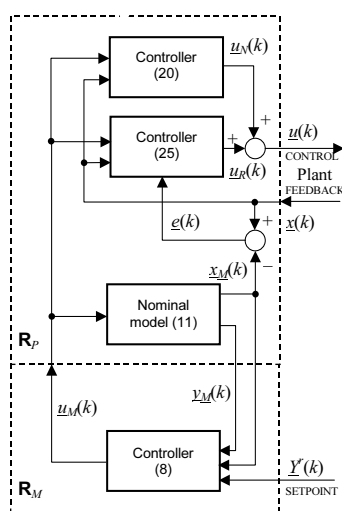 Controller
(20)
u_N(k)
+
Controller
(25)
+
u(k)
CONTROL
u_R(k)
Plant
FEEDBACK
e(k)
+
x(k)
x_M(k)
−
Nominal
model (11)
R_P
y_M(k)
u_M(k)
Controller
(8)
Y^r(k)
SETPOINT
R_M